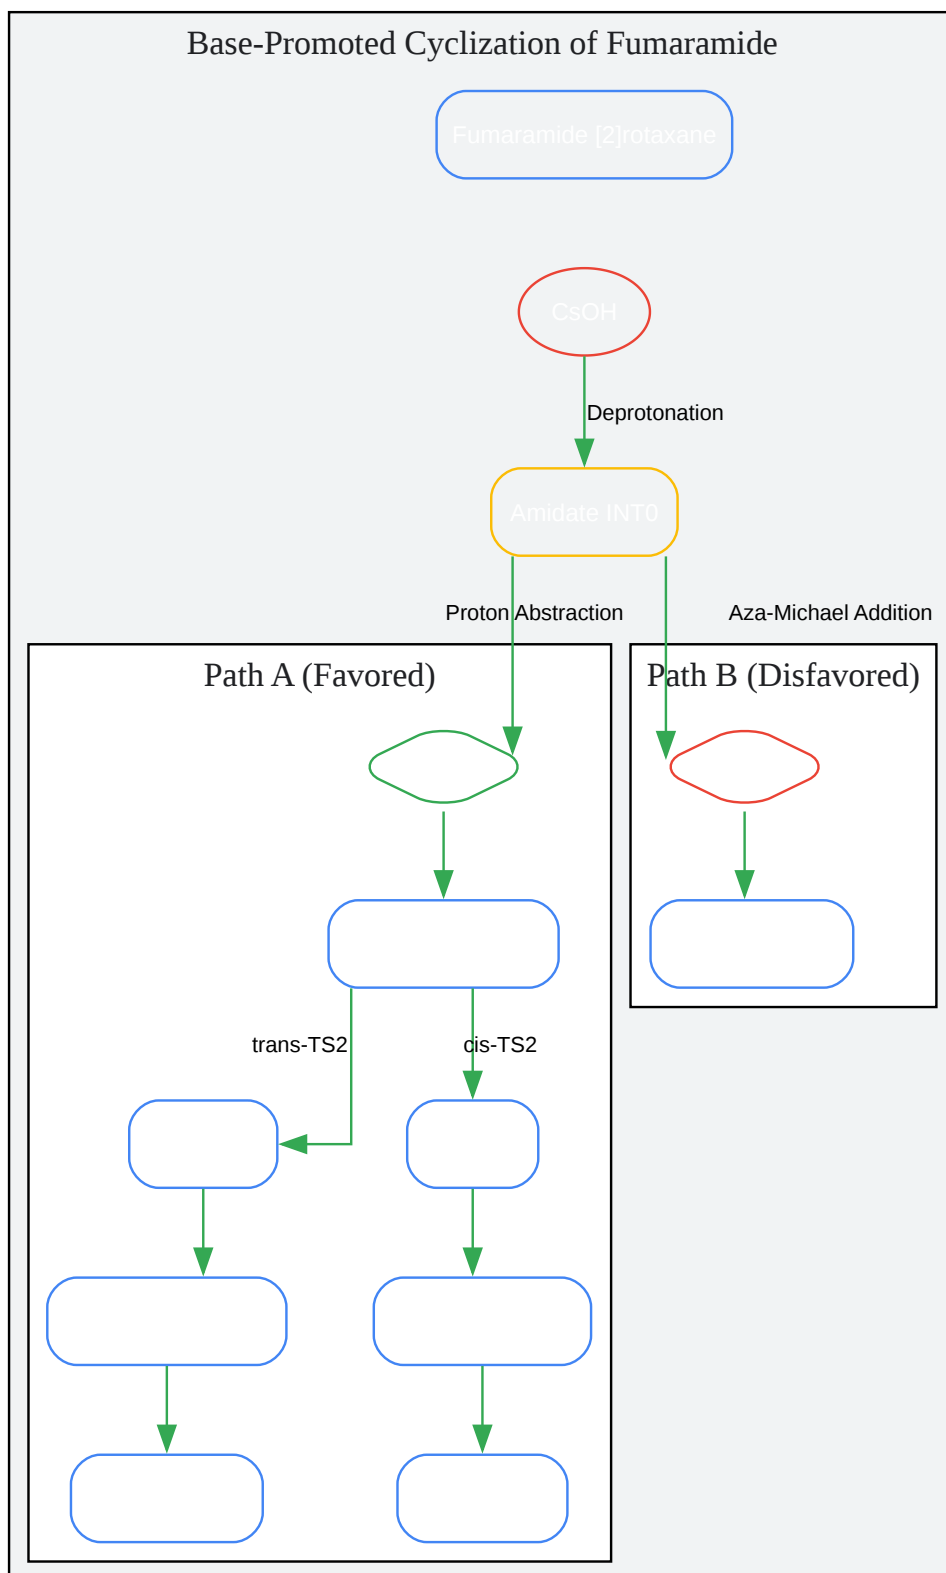 Base-Promoted Cyclization of Fumaramide
Fumaramide [2]rotaxane
CsOH
Deprotonation
Amidate INT0
Proton Abstraction
Aza-Michael Addition
Path A (Favored)
Path B (Disfavored)
trans-TS2
cis-TS2